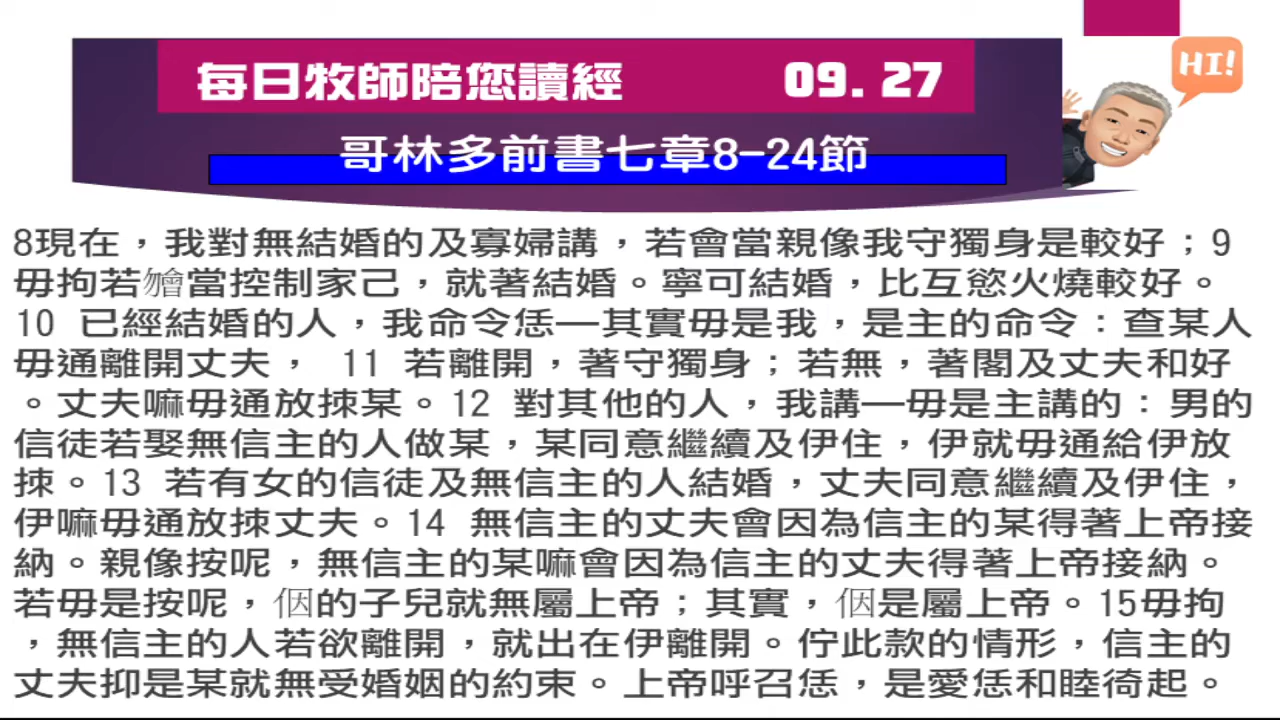 每日牧師陪您讀經 09. 27
HI!
哥林多前書七章8-24節
8現在，我對無結婚的及寡婦講，若會當親像我守獨身是較好；9
毋拘若𣍐當控制家己，就著結婚。寧可結婚，比互慾火燒較好。
10 已經結婚的人，我命令恁—其實毋是我，是主的命令：查某人
毋通離開丈夫， 11 若離開，著守獨身；若無，著閣及丈夫和好
。丈夫嘛毋通放捒某。12 對其他的人，我講—毋是主講的：男的
信徒若娶無信主的人做某，某同意繼續及伊住，伊就毋通給伊放
捒。13 若有女的信徒及無信主的人結婚，丈夫同意繼續及伊住，
伊嘛毋通放捒丈夫。14 無信主的丈夫會因為信主的某得著上帝接
納。親像按呢，無信主的某嘛會因為信主的丈夫得著上帝接納。
若毋是按呢，𪜶的子兒就無屬上帝；其實，𪜶是屬上帝。15毋拘
，無信主的人若欲離開，就出在伊離開。佇此款的情形，信主的
丈夫抑是某就無受婚姻的約束。上帝呼召恁，是愛恁和睦徛起。